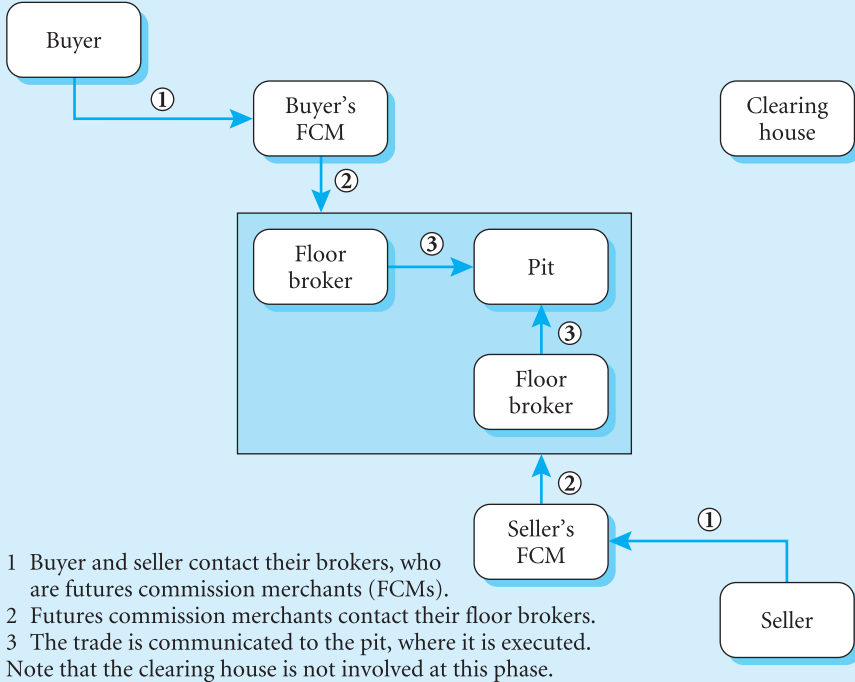 Buyer
①
Buyer's
FCM
Clearing
house
②
Floor
broker
③
Pit
③
Floor
broker
②
Seller's
FCM
①
Seller
1 Buyer and seller contact their brokers, who
are futures commission merchants (FCMs).
2 Futures commission merchants contact their floor brokers.
3 The trade is communicated to the pit, where it is executed.
Note that the clearing house is not involved at this phase.